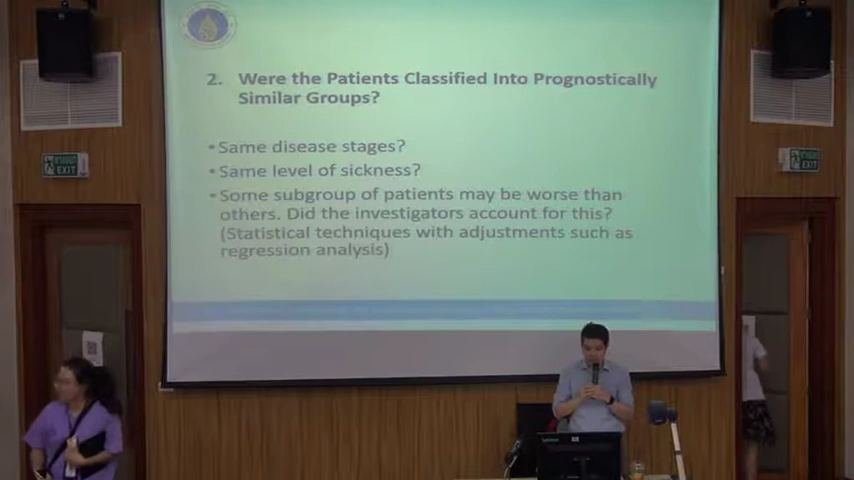 2. Were the Patients Classified Into Prognostically
Similar Groups?
• Same disease stages?
• Same level of sickness?
• Some subgroup of patients may be worse than
others. Did the investigators account for this?
(Statistical techniques with adjustments such as
regression analysis)
EXIT
EXIT